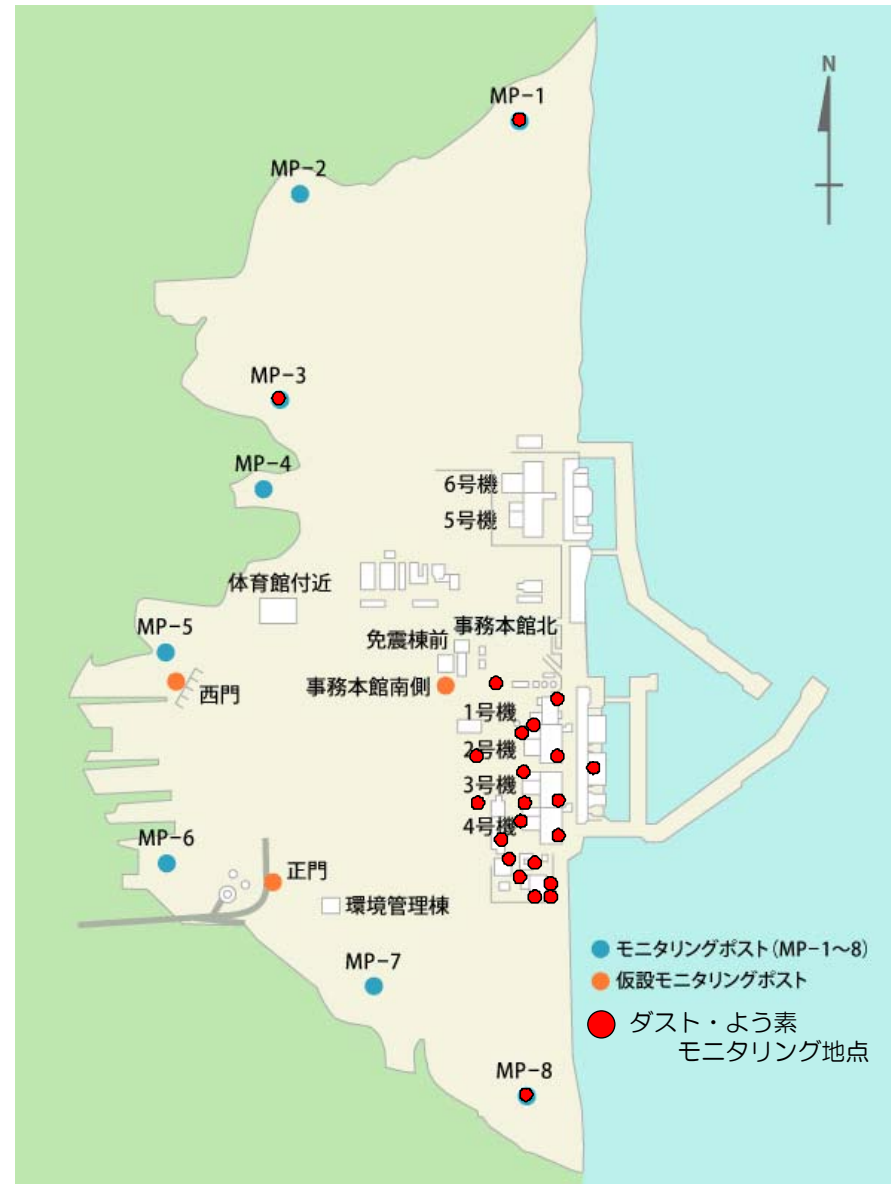 MP-1
N
MP-2
MP-3
MP-4
6号機
5号機
体育館付近
事務本館北
MP-5
免震棟前
西門
事務本館南側
1号機
2号機
3号機
4号機
MP-6
正門
環境管理棟
モニタリングポスト(MP-1〜8)
MP-7
仮設モニタリングポスト
ダスト・よう素
モニタリング地点
MP-8